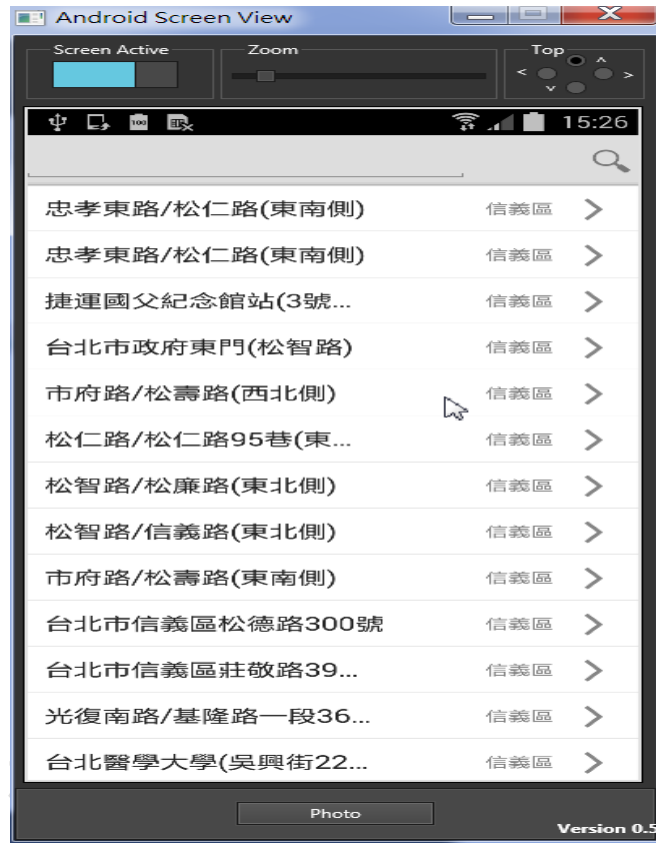 Android Screen View
Screen Active
Zoom
Top
15:26
忠孝東路/松仁路(東南側) 信義區
忠孝東路/松仁路(東南側) 信義區
捷運國父紀念館站(3號... 信義區
台北市政府東門(松智路) 信義區
市府路/松壽路(西北側) 信義區
松仁路/松仁路95巷(東... 信義區
松智路/松廉路(東北側) 信義區
松智路/信義路(東北側) 信義區
市府路/松壽路(東南側) 信義區
台北市信義區松德路300號 信義區
台北市信義區莊敬路39... 信義區
光復南路/基隆路一段36... 信義區
台北醫學大學(吳興街22... 信義區
Photo
Version 0.5